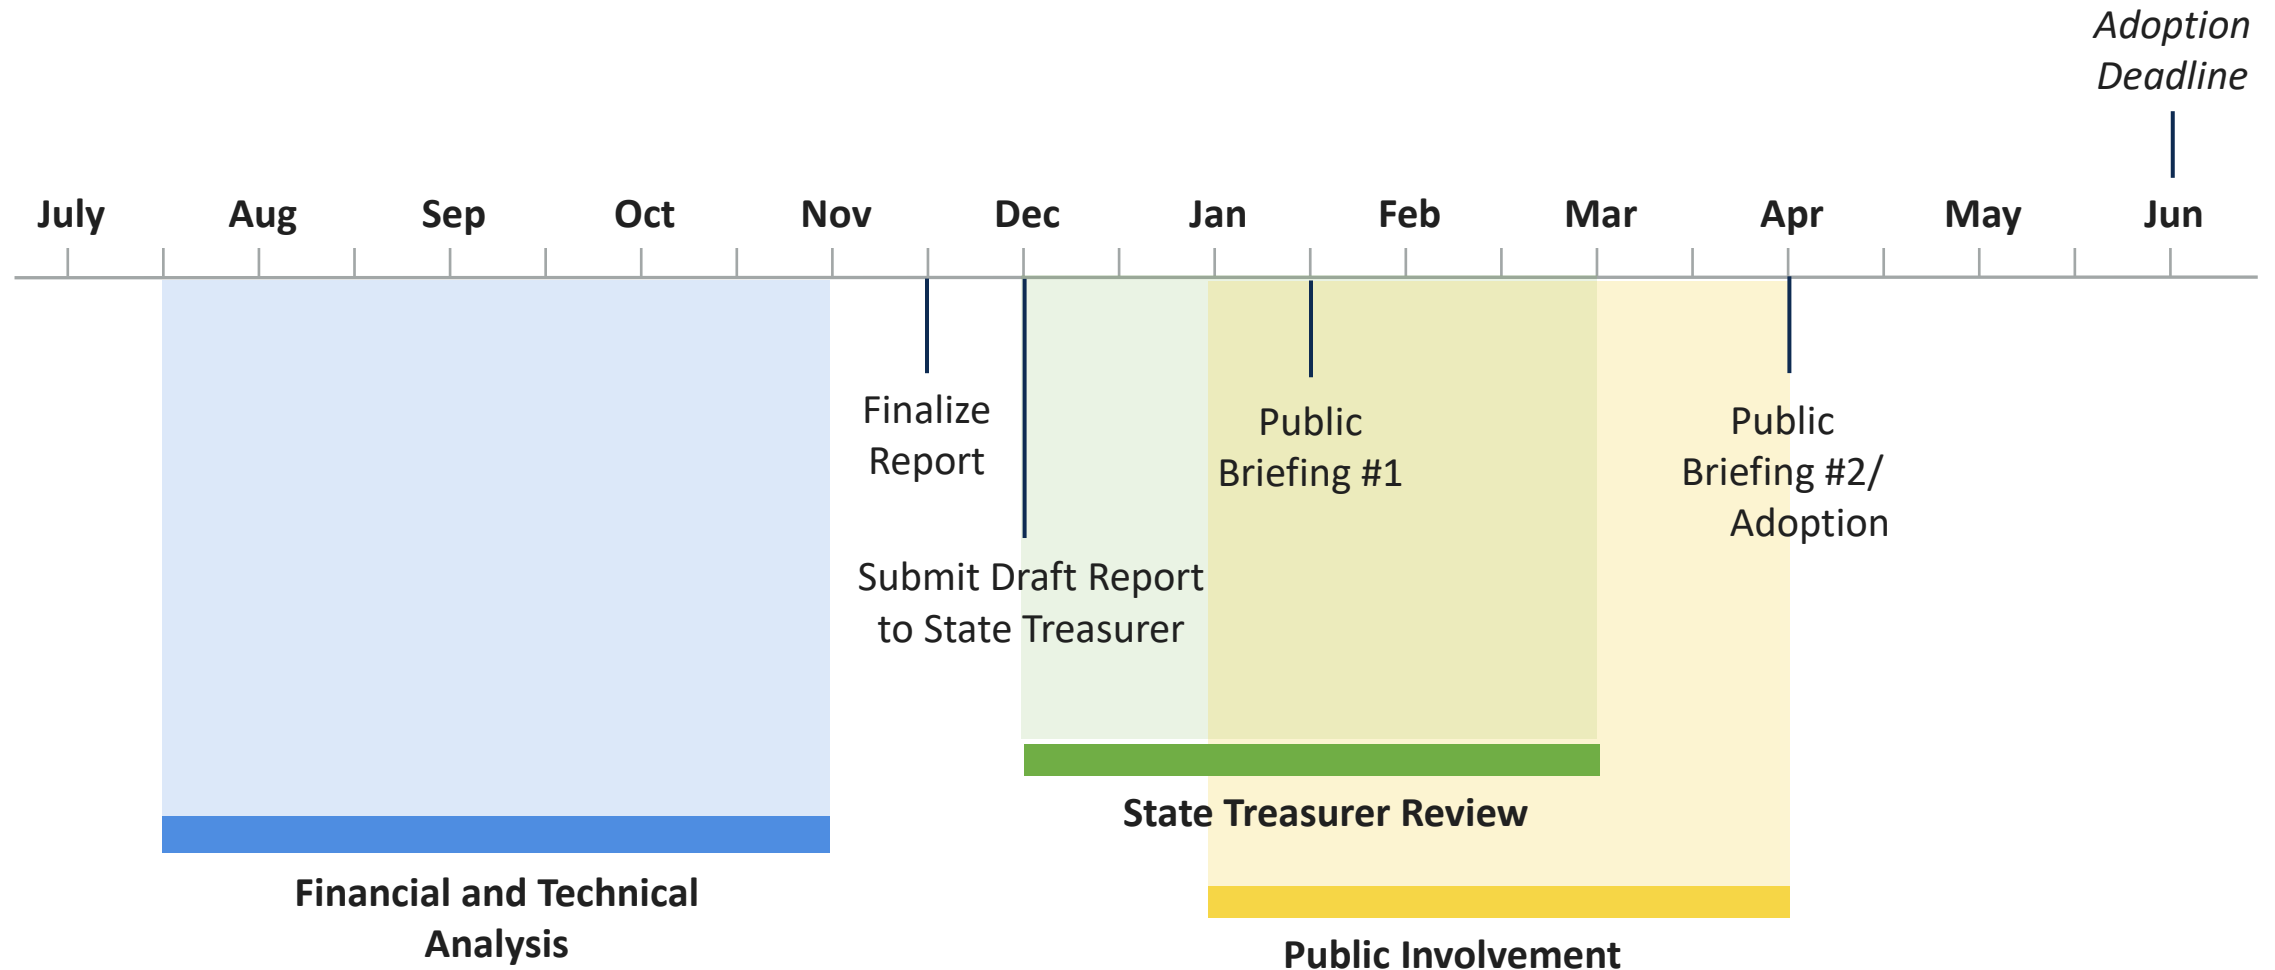 Adoption
Deadline
July Aug Sep Oct Nov Dec Jan Feb Mar Apr May Jun
Finalize
Report
Submit Draft Report
to State Treasurer
Public
Briefing #1
Public
Briefing #2/
Adoption
State Treasurer Review
Financial and Technical
Analysis
Public Involvement